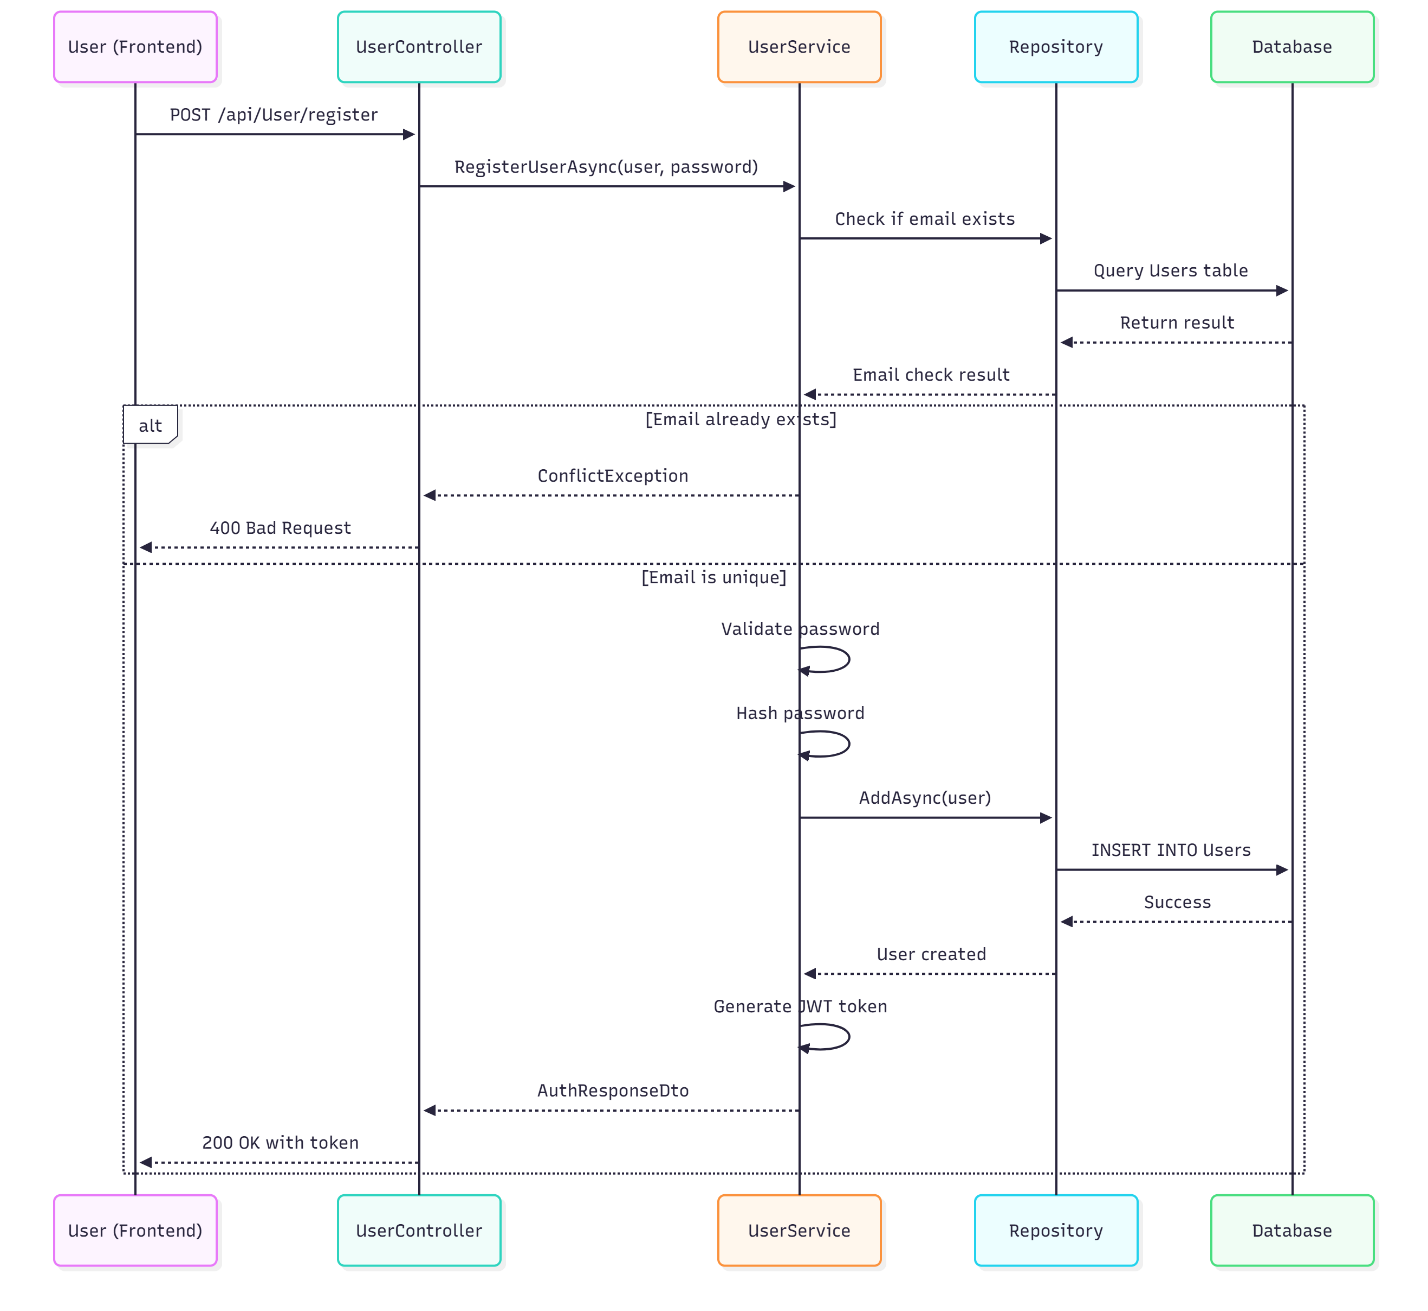 User (Frontend)
UserController
UserService
Repository
Database
POST /api/User/register
RegisterUserAsync(user, password)
Check if email exists
Query Users table
Return result
Email check result
alt
[Email already exists]
ConflictException
400 Bad Request
[Email is unique]
Validate password
Hash password
AddAsync(user)
INSERT INTO Users
Success
User created
Generate JWT token
AuthResponseDto
200 OK with token
User (Frontend)
UserController
UserService
Repository
Database